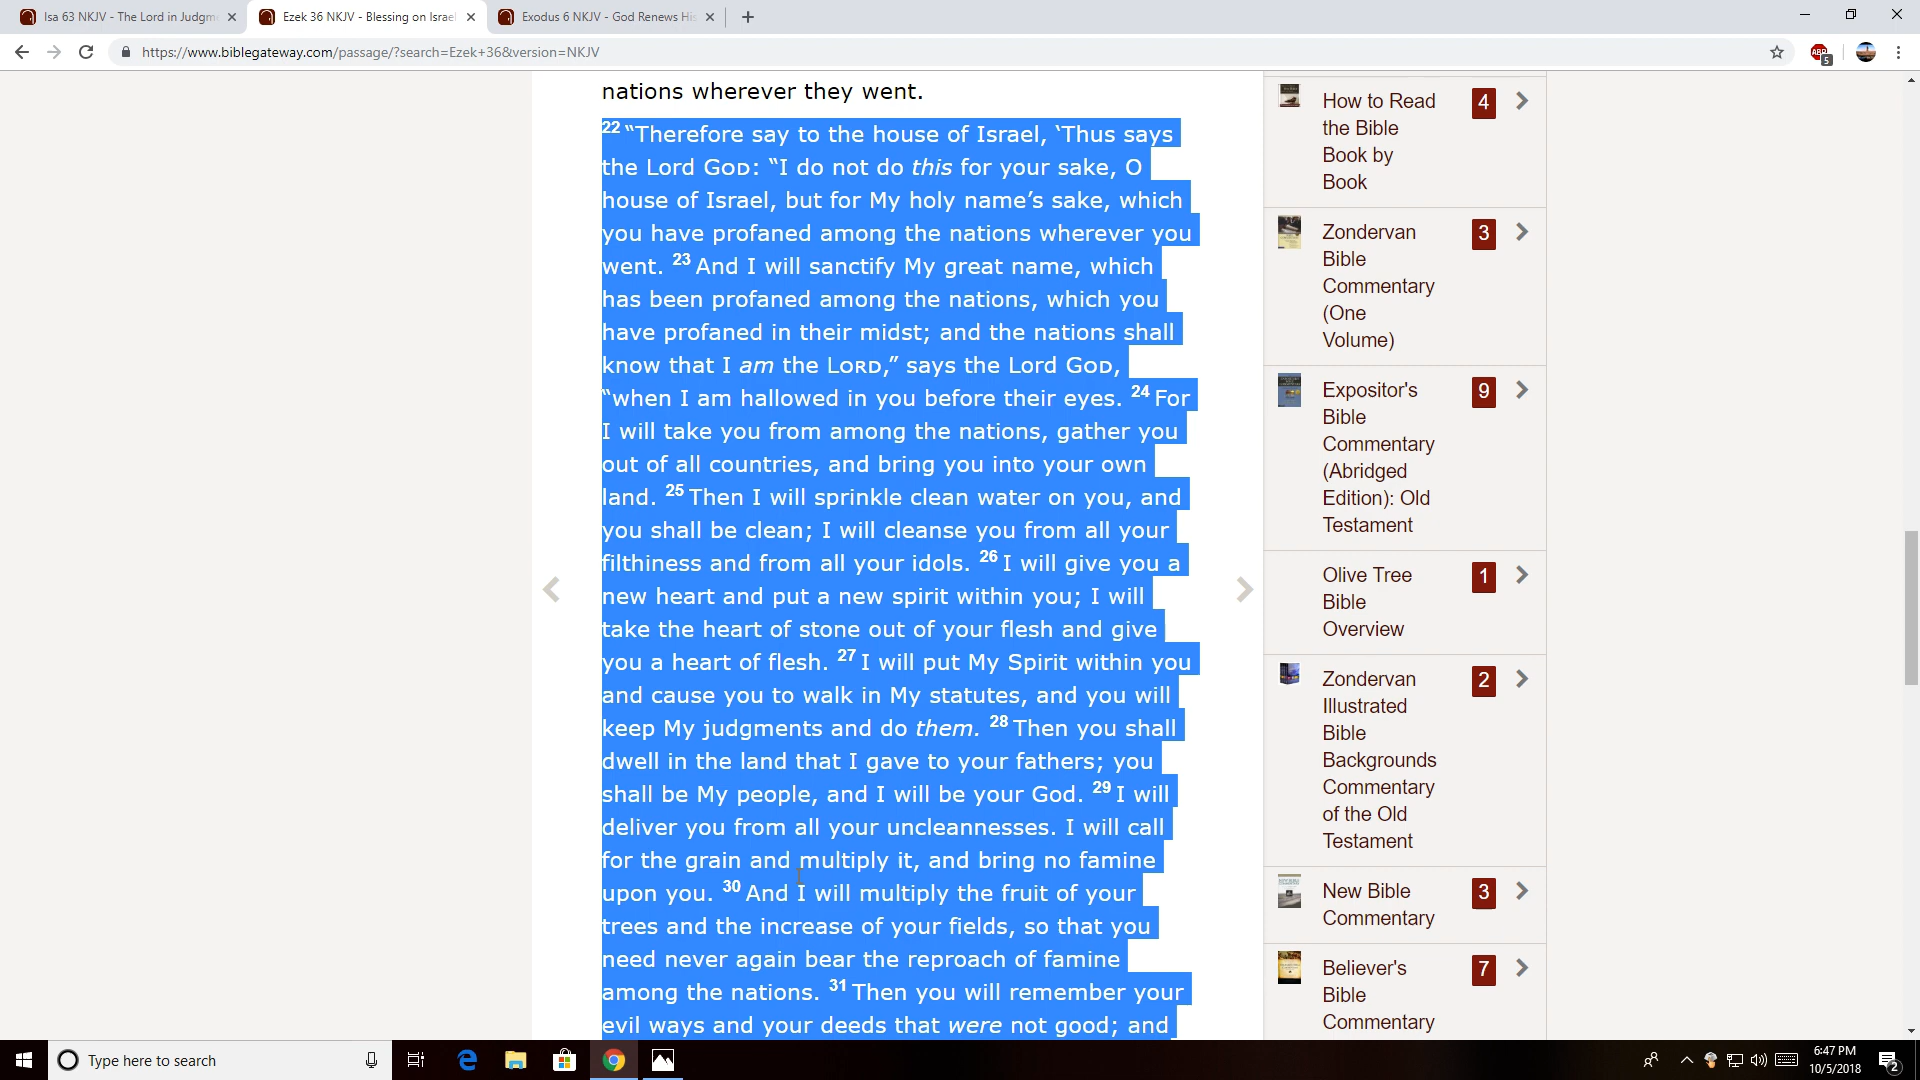 Isa 63 NKJV - The Lord in Judgm
Ezek 36 NKJV - Blessing on Israel
Exodus 6 NKJV - God Renews His
https://www.biblegateway.com/passage/?search=Ezek+36&version=NKJV
ABP
5
nations wherever they went.
22 “Therefore say to the house of Israel, ‘Thus says
the Lord GOD: “I do not do this for your sake, O
house of Israel, but for My holy name’s sake, which
you have profaned among the nations wherever you
went. 23 And I will sanctify My great name, which
has been profaned among the nations, which you
have profaned in their midst; and the nations shall
know that I am the LORD,” says the Lord GOD,
“when I am hallowed in you before their eyes. 24 For
I will take you from among the nations, gather you
out of all countries, and bring you into your own
land. 25 Then I will sprinkle clean water on you, and
you shall be clean; I will cleanse you from all your
filthiness and from all your idols. 26 I will give you a
new heart and put a new spirit within you; I will
take the heart of stone out of your flesh and give
you a heart of flesh. 27 I will put My Spirit within you
and cause you to walk in My statutes, and you will
keep My judgments and do them. 28 Then you shall
dwell in the land that I gave to your fathers; you
shall be My people, and I will be your God. 29 I will
deliver you from all your uncleannesses. I will call
for the grain and multiply it, and bring no famine
upon you. 30 And I will multiply the fruit of your
trees and the increase of your fields, so that you
need never again bear the reproach of famine
among the nations. 31 Then you will remember your
evil ways and your deeds that were not good; and
How to Read 4
the Bible
Book by
Book
Zondervan 3
Bible
Commentary
(One
Volume)
Expositor's 9
Bible
Commentary
(Abridged
Edition): Old
Testament
Olive Tree 1
Bible
Overview
Zondervan 2
Illustrated
Bible
Backgrounds
Commentary
of the Old
Testament
New Bible 3
Commentary
Believer's 7
Bible
Commentary
Type here to search
6:47 PM
10/5/2018
2